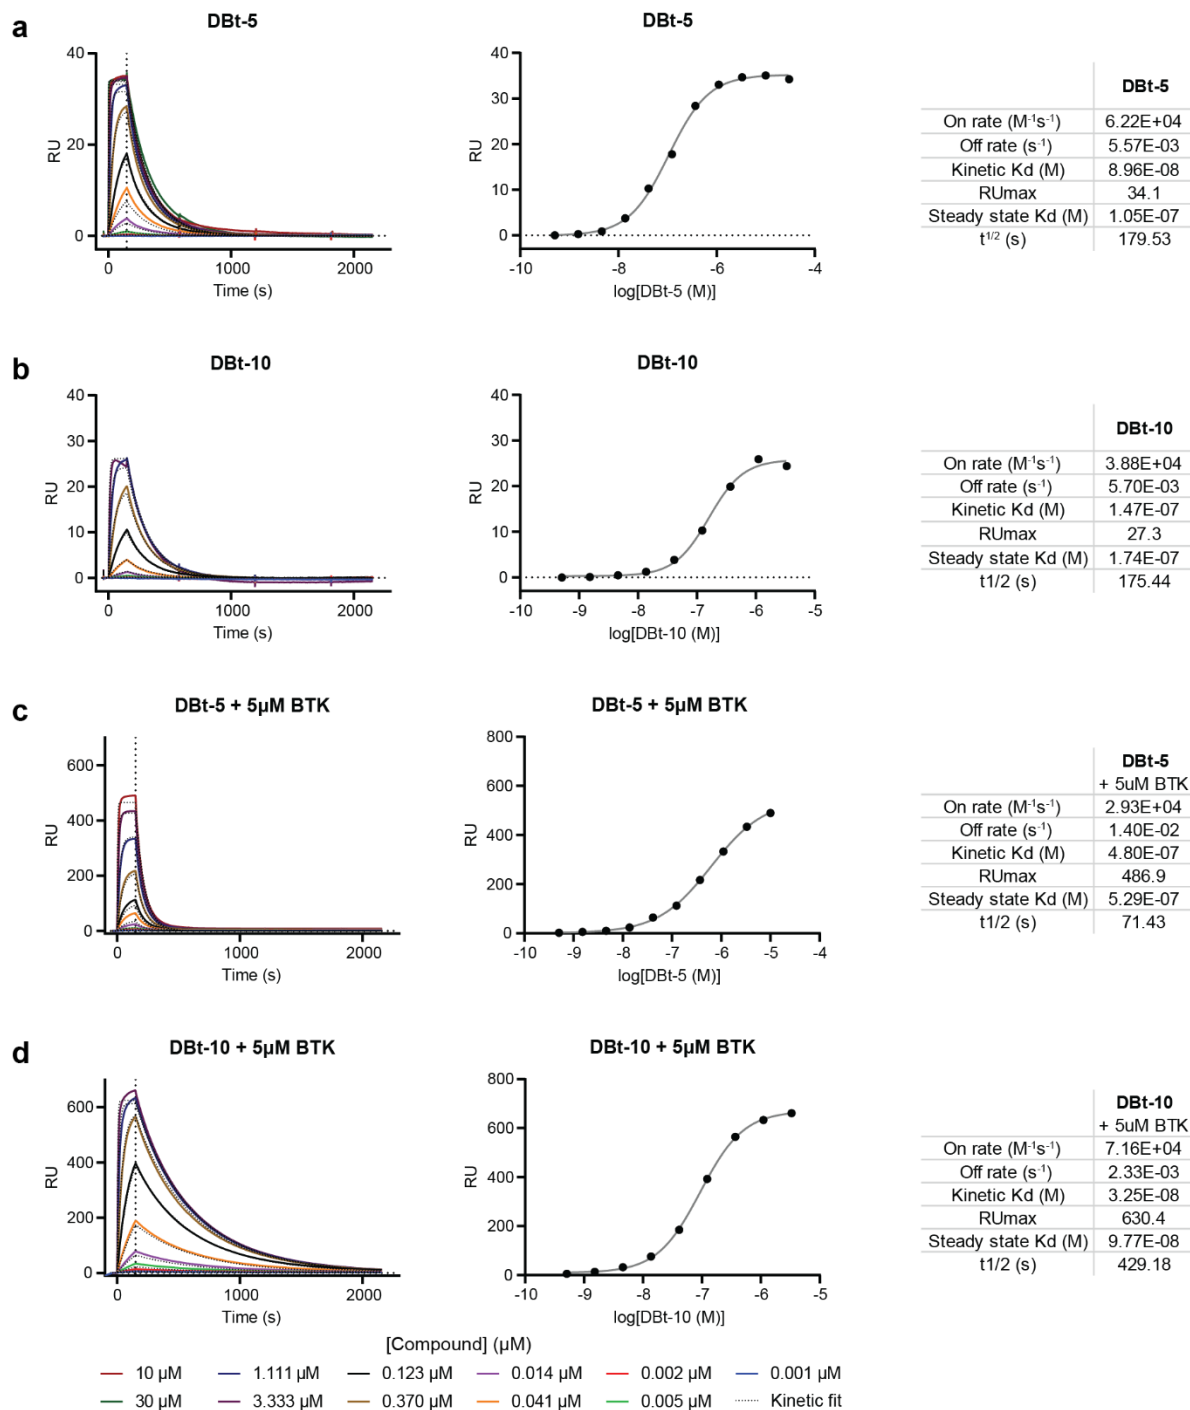 a
DBt-5
DBt-5
40
20
0
RU
0 1000 2000
Time (s)
40
30
20
10
0
RU
-10 -8 -6 -4
log[DBt-5 (M)]
DBt-5
On rate (M⁻¹s⁻¹) 6.22E+04
Off rate (s⁻¹) 5.57E-03
Kinetic Kd (M) 8.96E-08
RUmax 34.1
Steady state Kd (M) 1.05E-07
t¹/² (s) 179.53
b
DBt-10
DBt-10
40
20
0
RU
0 1000 2000
Time (s)
40
30
20
10
0
RU
-10 -9 -8 -7 -6 -5
log[DBt-10 (M)]
DBt-10
On rate (M⁻¹s⁻¹) 3.88E+04
Off rate (s⁻¹) 5.70E-03
Kinetic Kd (M) 1.47E-07
RUmax 27.3
Steady state Kd (M) 1.74E-07
t1/2 (s) 175.44
c
DBt-5 + 5µM BTK
DBt-5 + 5µM BTK
600
400
200
0
RU
0 1000 2000
Time (s)
800
600
400
200
0
RU
-10 -9 -8 -7 -6 -5 -4
log[DBt-5 (M)]
DBt-5
+ 5uM BTK
On rate (M⁻¹s⁻¹) 2.93E+04
Off rate (s⁻¹) 1.40E-02
Kinetic Kd (M) 4.80E-07
RUmax 486.9
Steady state Kd (M) 5.29E-07
t1/2 (s) 71.43
d
DBt-10 + 5µM BTK
DBt-10 + 5µM BTK
600
400
200
0
RU
0 1000 2000
Time (s)
800
600
400
200
0
RU
-10 -9 -8 -7 -6 -5
log[DBt-10 (M)]
DBt-10
+ 5uM BTK
On rate (M⁻¹s⁻¹) 7.16E+04
Off rate (s⁻¹) 2.33E-03
Kinetic Kd (M) 3.25E-08
RUmax 630.4
Steady state Kd (M) 9.77E-08
t1/2 (s) 429.18
[Compound] (µM)
10 µM 1.111 µM 0.123 µM 0.014 µM 0.002 µM 0.001 µM
30 µM 3.333 µM 0.370 µM 0.041 µM 0.005 µM Kinetic fit